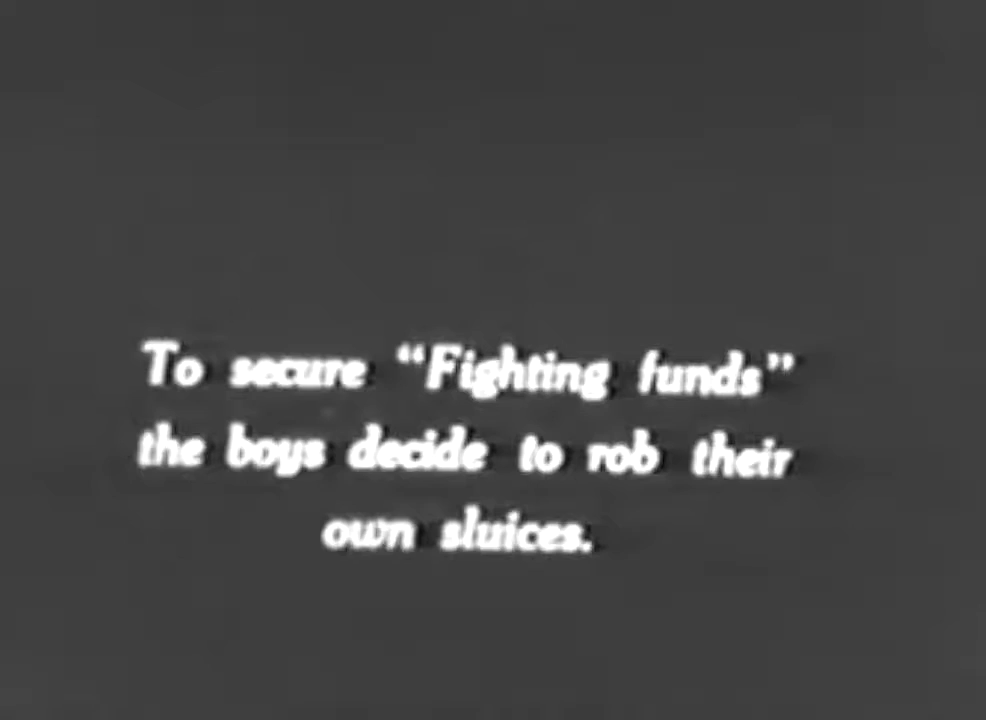 To secure “Fighting funds”
the boys decide to rob their
own sluices.